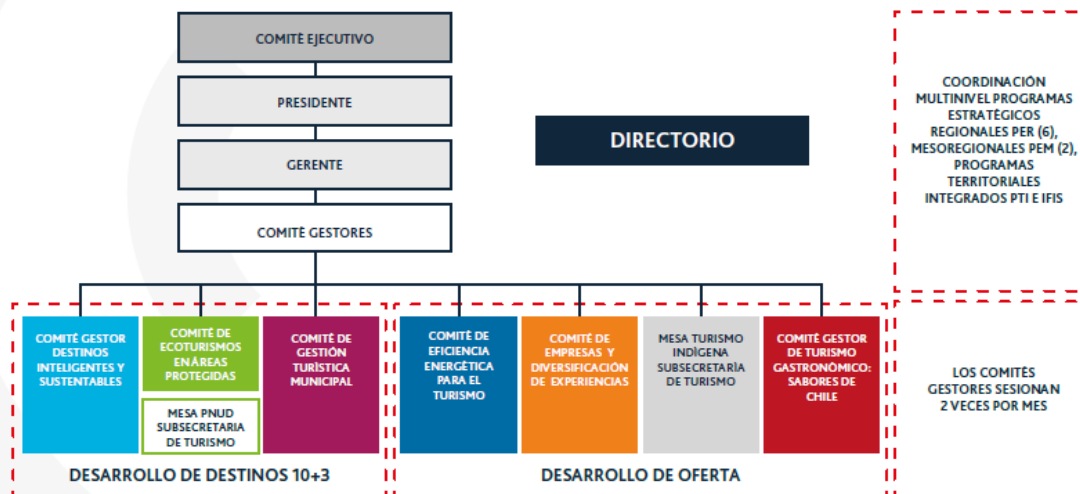 COMITÉ EJECUTIVO
PRESIDENTE
GERENTE
COMITÉ GESTORES
DIRECTORIO
COORDINACIÓN
MULTINIVEL PROGRAMAS
ESTRATÉGICOS
REGIONALES PER (6),
MESOREGIONALES PEM (2),
PROGRAMAS
TERRITORIALES
INTEGRADOS PTI E IFIS
COMITÉ GESTOR
DESTINOS
INTELIGENTES Y
SUSTENTABLES
COMITÉ DE
ECOTURISMOS
EN ÁREAS
PROTEGIDAS
MESA PNUD
SUBSECRETARIA
DE TURISMO
COMITÉ DE
GESTIÓN
TURÍSTICA
MUNICIPAL
DESARROLLO DE DESTINOS 10+3
COMITÉ DE
EFICIENCIA
ENERGÉTICA
PARA EL
TURISMO
COMITÉ DE
EMPRESAS Y
DIVERSIFICACIÓN
DE EXPERIENCIAS
MESA TURISMO
INDÍGENA
SUBSECRETARÍA
DE TURISMO
COMITÉ GESTOR
DE TURISMO
GASTRONÓMICO:
SABORES DE
CHILE
DESARROLLO DE OFERTA
LOS COMITÉS
GESTORES SESIONAN
2 VECES POR MES